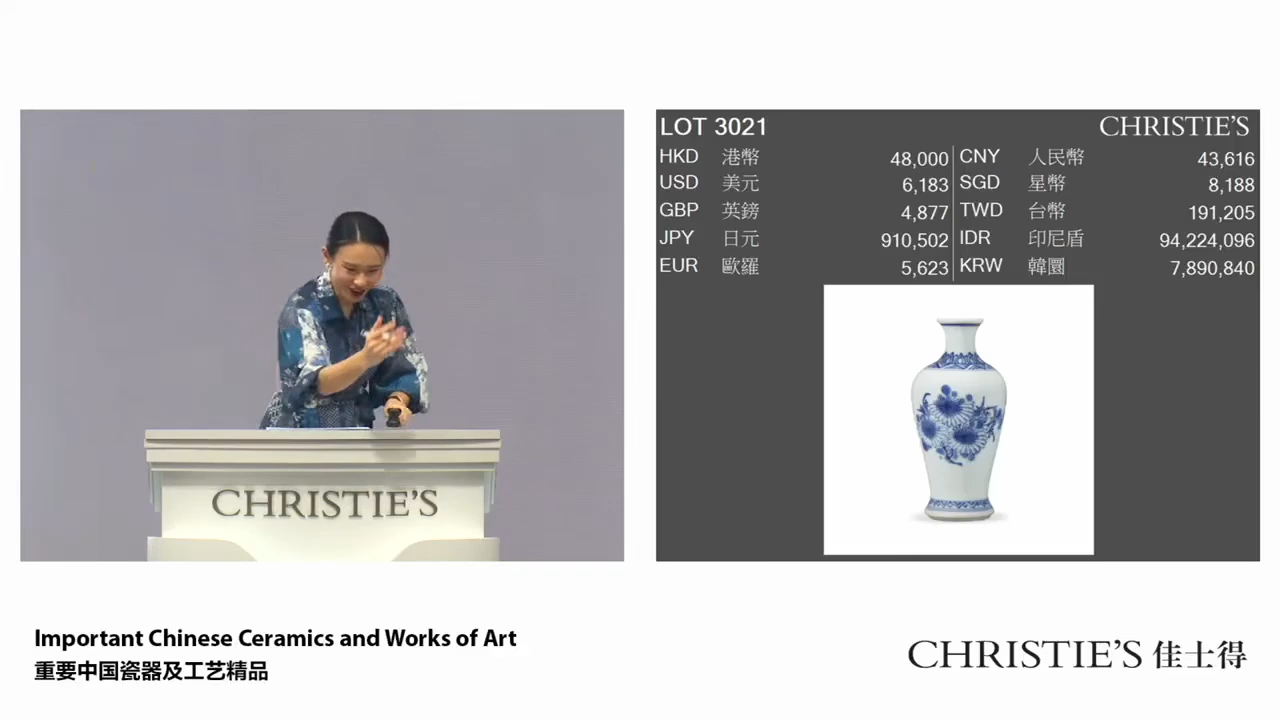 LOT 3021
CHRISTIE'S
HKD 港幣 48,000 CNY 人民幣 43,616
USD 美元 6,183 SGD 星幣 8,188
GBP 英鎊 4,877 TWD 台幣 191,205
JPY 日元 910,502 IDR 印尼盾 94,224,096
EUR 歐羅 5,623 KRW 韓圜 7,890,840
CHRISTIE'S
Important Chinese Ceramics and Works of Art
重要中国瓷器及工艺精品
CHRISTIE'S 佳士得